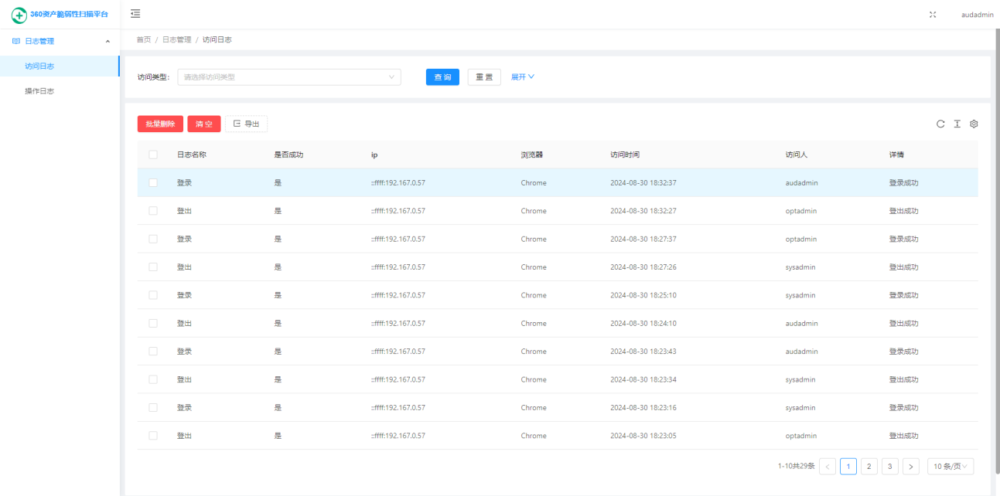 360资产脆弱性扫描平台
audadmin
日志管理
首页 / 日志管理 / 访问日志
访问日志
访问类型: 请选择访问类型 查询 重置 展开
操作日志
批量删除 清空 导出
日志名称 是否成功 ip 浏览器 访问时间 访问人 详情
登录 是 ::ffff:192.167.0.57 Chrome 2024-08-30 18:32:37 audadmin 登录成功
登出 是 ::ffff:192.167.0.57 Chrome 2024-08-30 18:32:27 optadmin 登出成功
登录 是 ::ffff:192.167.0.57 Chrome 2024-08-30 18:27:37 optadmin 登录成功
登出 是 ::ffff:192.167.0.57 Chrome 2024-08-30 18:27:26 sysadmin 登出成功
登录 是 ::ffff:192.167.0.57 Chrome 2024-08-30 18:25:10 sysadmin 登录成功
登出 是 ::ffff:192.167.0.57 Chrome 2024-08-30 18:24:10 audadmin 登出成功
登录 是 ::ffff:192.167.0.57 Chrome 2024-08-30 18:23:43 audadmin 登录成功
登出 是 ::ffff:192.167.0.57 Chrome 2024-08-30 18:23:34 sysadmin 登出成功
登录 是 ::ffff:192.167.0.57 Chrome 2024-08-30 18:23:16 sysadmin 登录成功
登出 是 ::ffff:192.167.0.57 Chrome 2024-08-30 18:23:05 optadmin 登出成功
1-10共29条 < 1 2 3 > 10 条/页